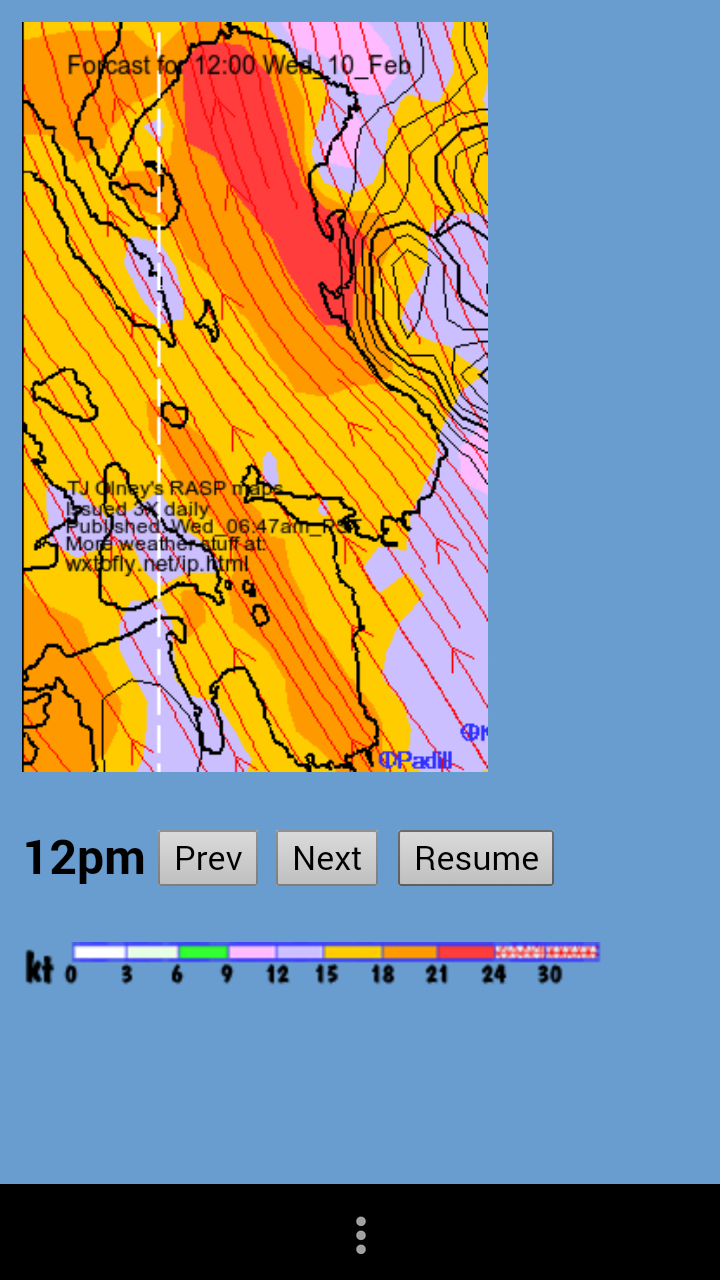 Forcast for 12:00 Wed_10_Feb
TJ Olney's RASP maps
Issued 3X daily
Published: Wed_06:47am_PST
More weather stuff at:
wxtofly.net/ip.html
12pm Prev Next Resume
kt 0 3 6 9 12 15 18 21 24 30